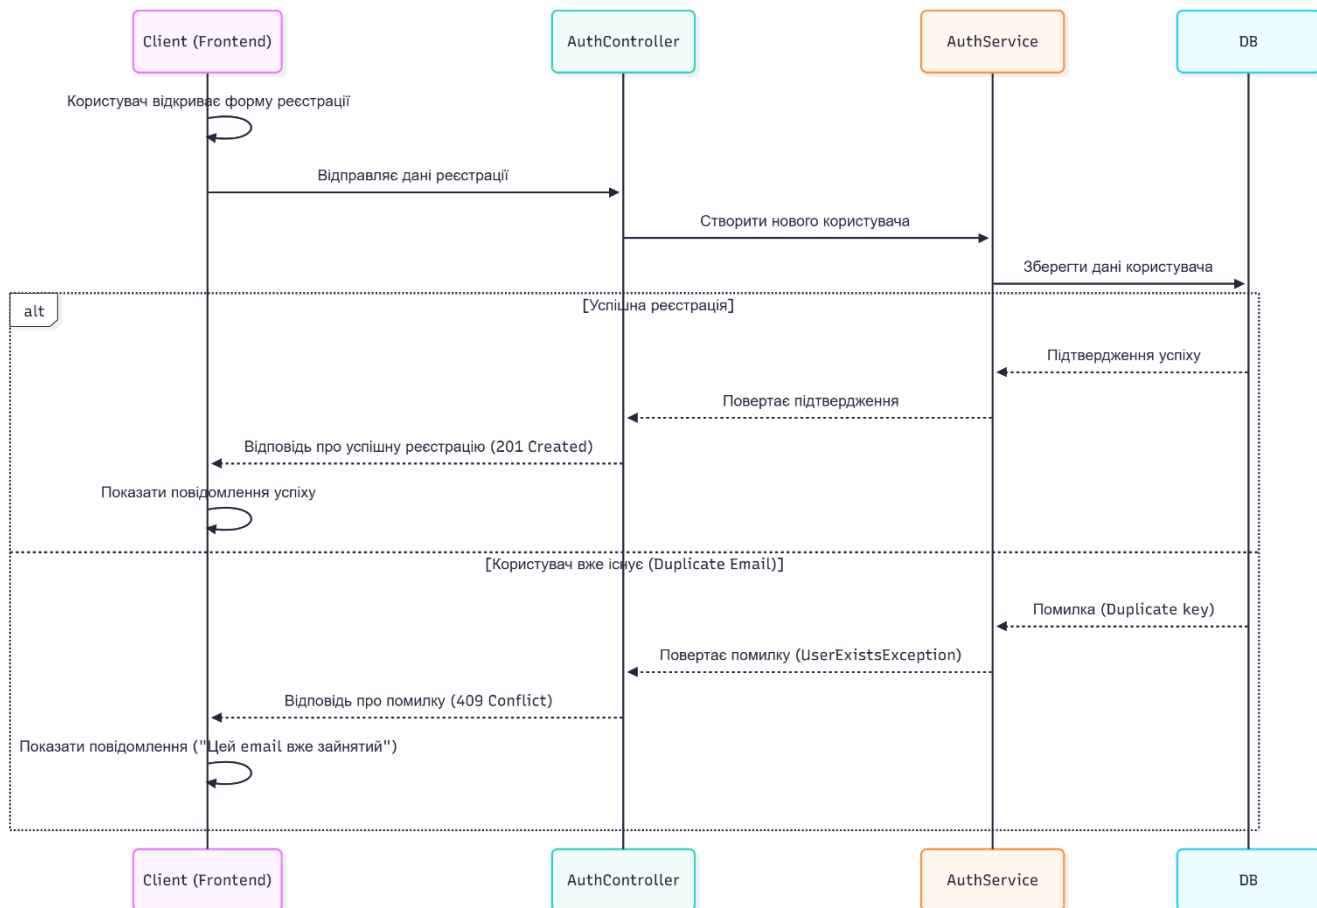 Client (Frontend)
AuthController
AuthService
DB
Користувач відкриває форму реєстрації
Відправляє дані реєстрації
Створити нового користувача
Зберегти дані користувача
alt
[Успішна реєстрація]
Підтвердження успіху
Повертає підтвердження
Відповідь про успішну реєстрацію (201 Created)
Показати повідомлення успіху
[Користувач вже існує (Duplicate Email)]
Помилка (Duplicate key)
Повертає помилку (UserExistsException)
Відповідь про помилку (409 Conflict)
Показати повідомлення ("Цей email вже зайнятий")
Client (Frontend)
AuthController
AuthService
DB